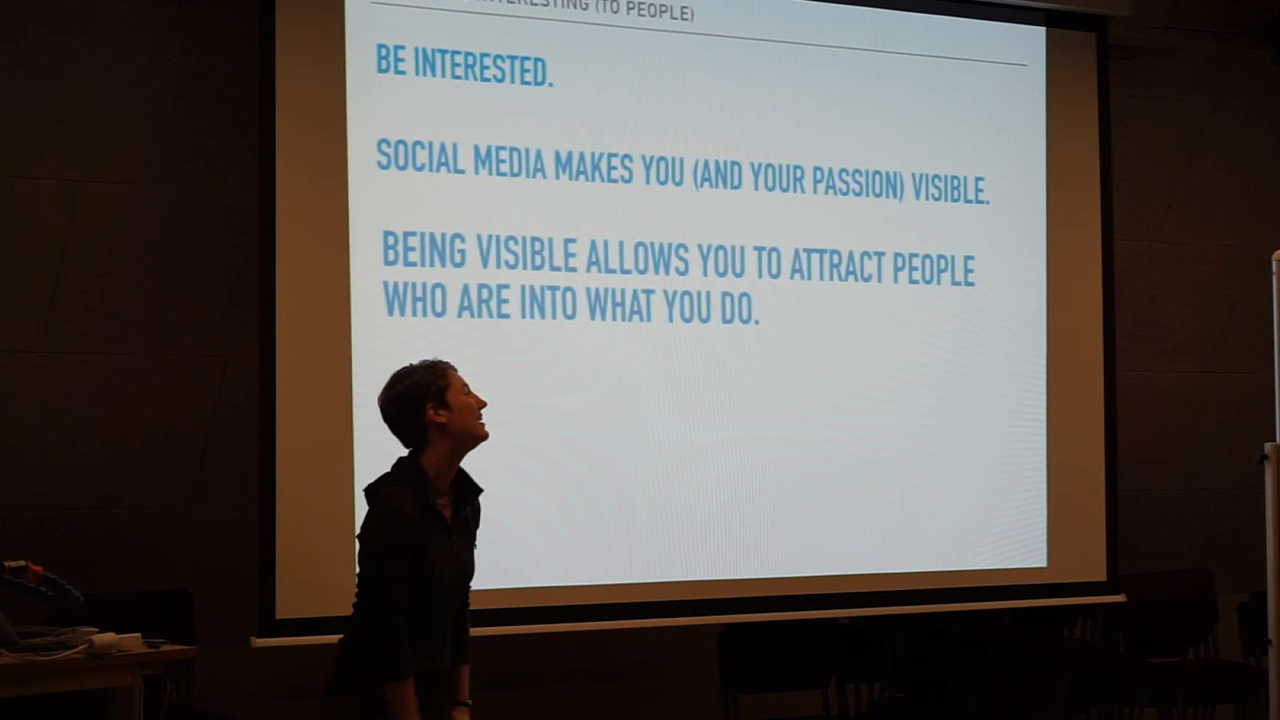 (TO PEOPLE)
BE INTERESTED.
SOCIAL MEDIA MAKES YOU (AND YOUR PASSION) VISIBLE.
BEING VISIBLE ALLOWS YOU TO ATTRACT PEOPLE
WHO ARE INTO WHAT YOU DO.